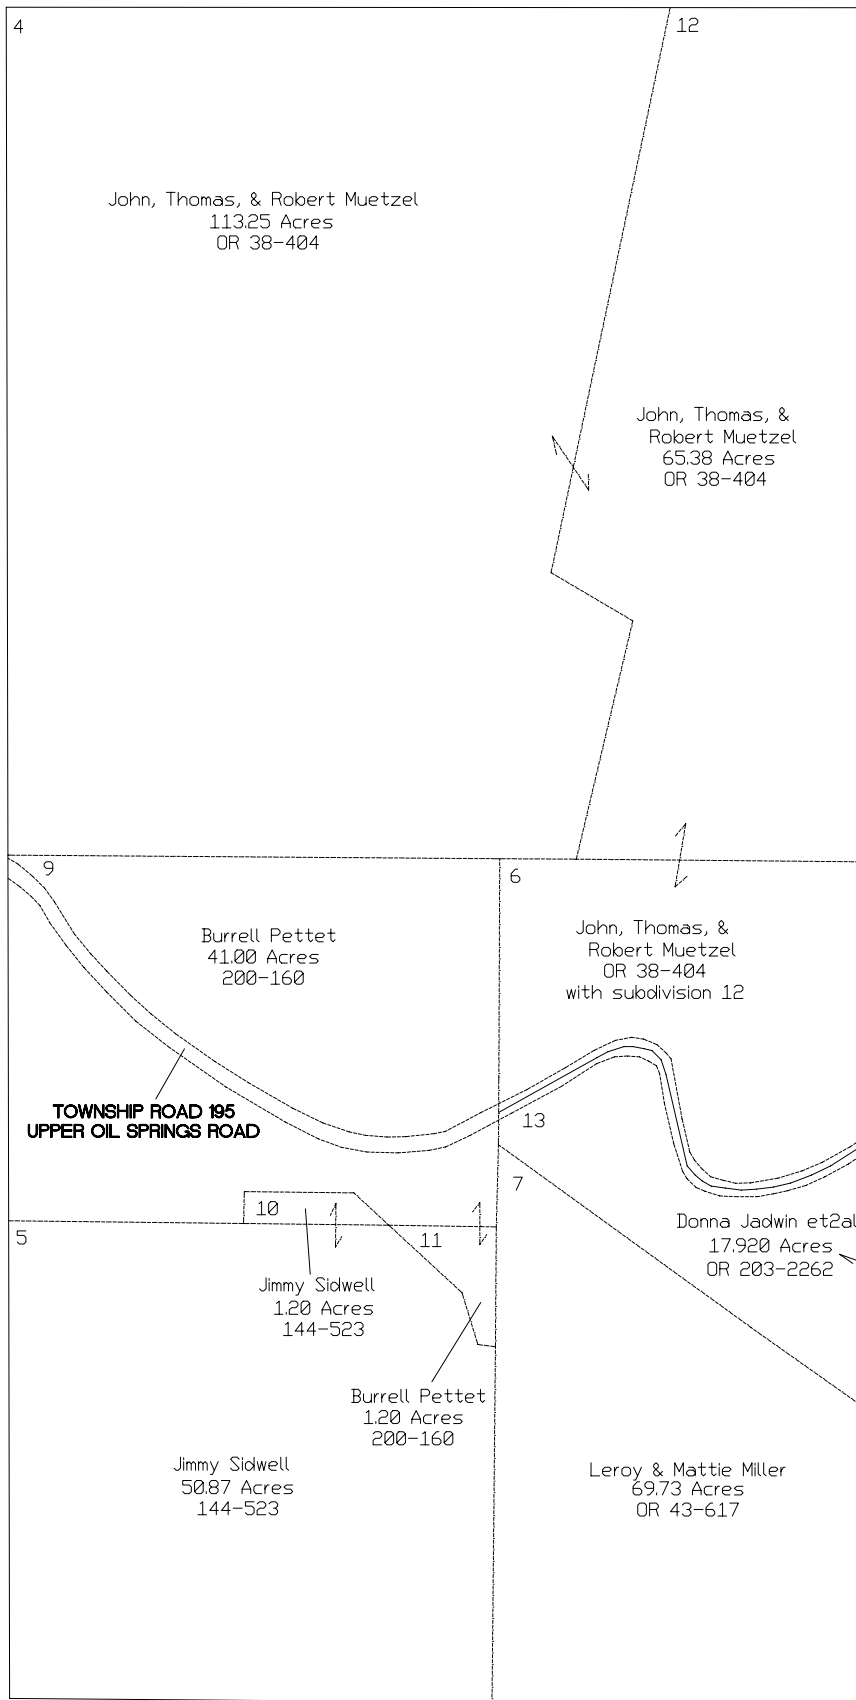 4
12
John, Thomas, & Robert Muetzel
113.25 Acres
OR 38-404
John, Thomas, &
Robert Muetzel
65.38 Acres
OR 38-404
9
6
Burrell Pettet
41.00 Acres
200-160
John, Thomas, &
Robert Muetzel
OR 38-404
with subdivision 12
TOWNSHIP ROAD 195
UPPER OIL SPRINGS ROAD
13
7
10
5
11
Donna Jadwin et2al
17.920 Acres
OR 203-2262
Jimmy Sidwell
1.20 Acres
144-523
Burrell Pettet
1.20 Acres
200-160
Jimmy Sidwell
50.87 Acres
144-523
Leroy & Mattie Miller
69.73 Acres
OR 43-617